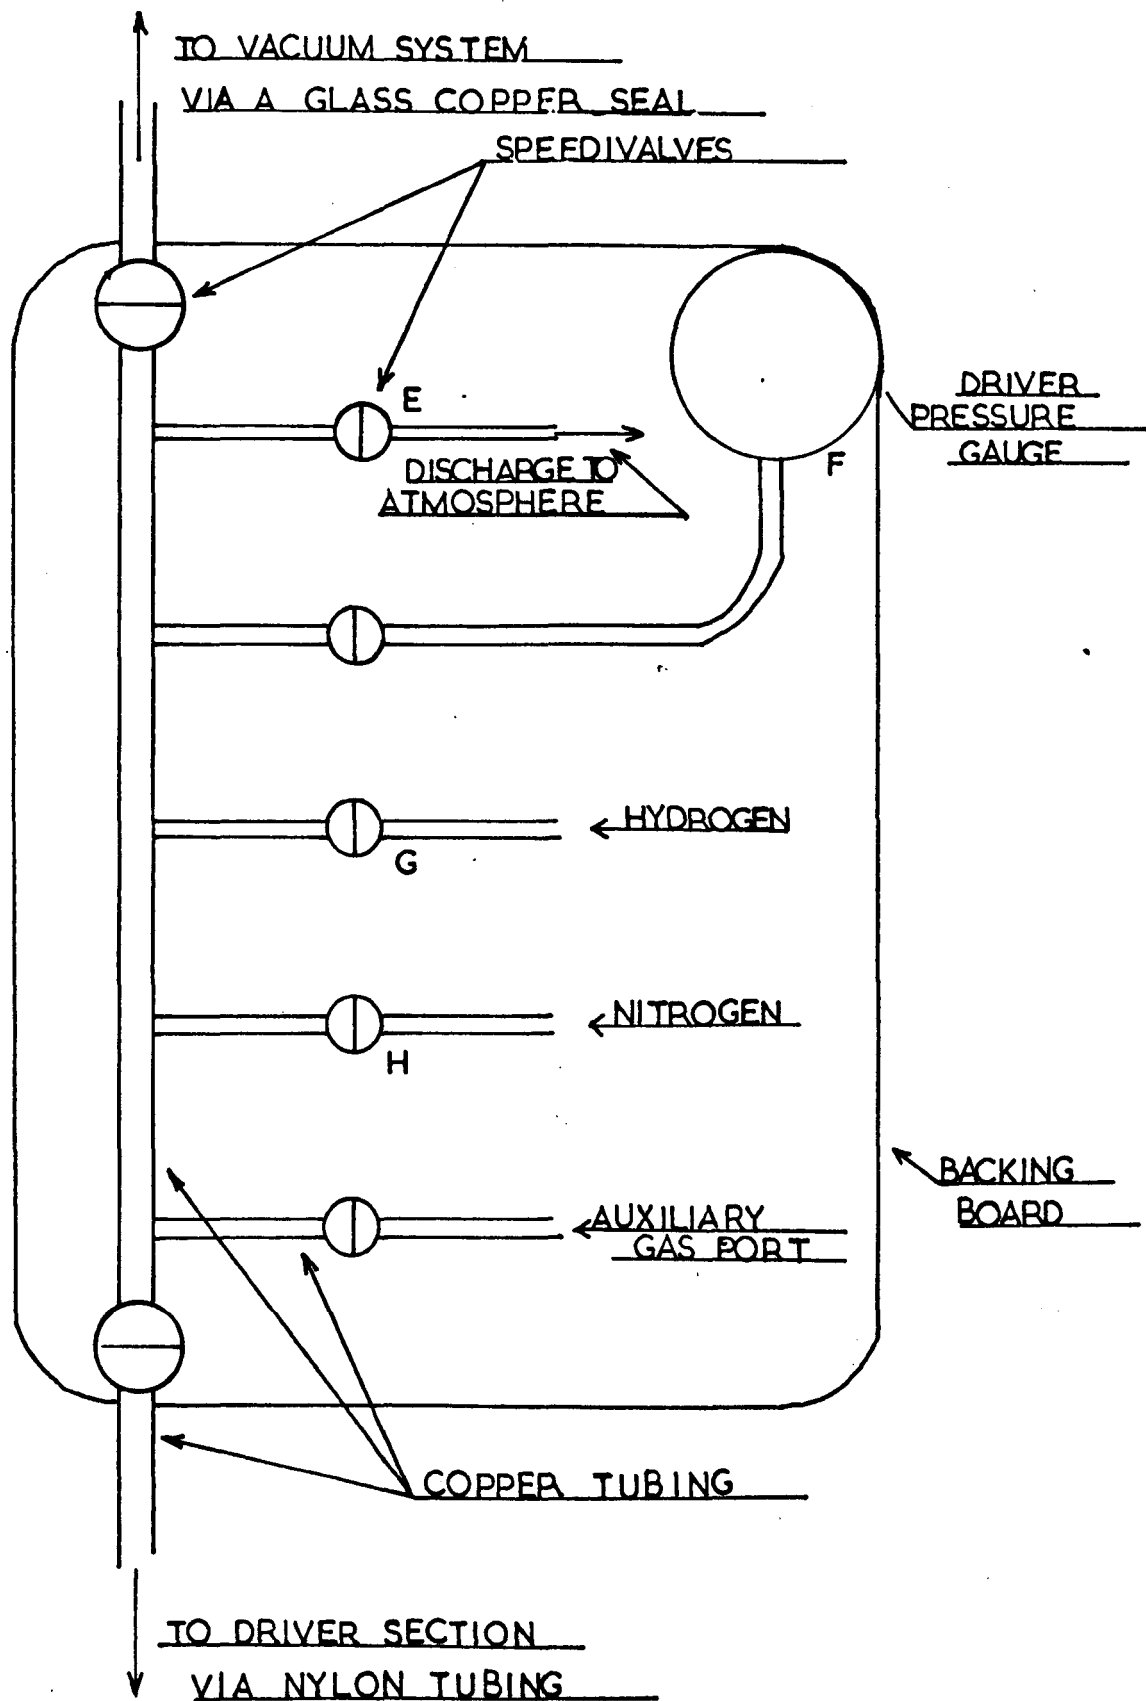 TO VACUUM SYSTEM
VIA A GLASS COPPER SEAL
SPEEDIVALVES
E
DRIVER
PRESSURE
GAUGE
F
DISCHARGE TO
ATMOSPHERE
HYDROGEN
G
NITROGEN
H
BACKING
BOARD
AUXILIARY
GAS PORT
COPPER TUBING
TO DRIVER SECTION
VIA NYLON TUBING